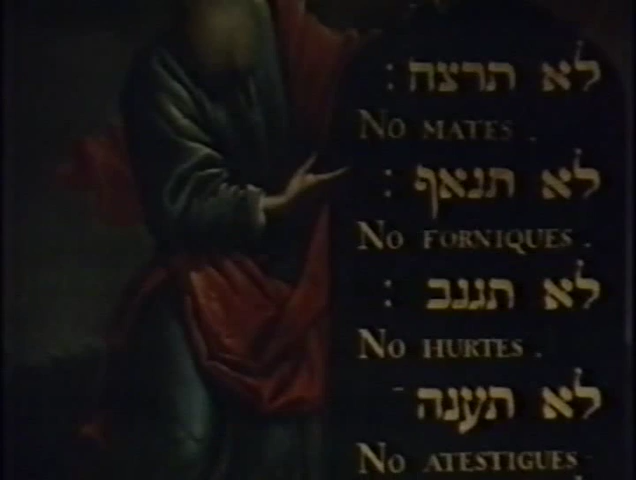 לא תרצח :
No mates .
לא תנאף :
No forniques .
לא תגנב :
No hurtes .
לא תענה
No atestigues